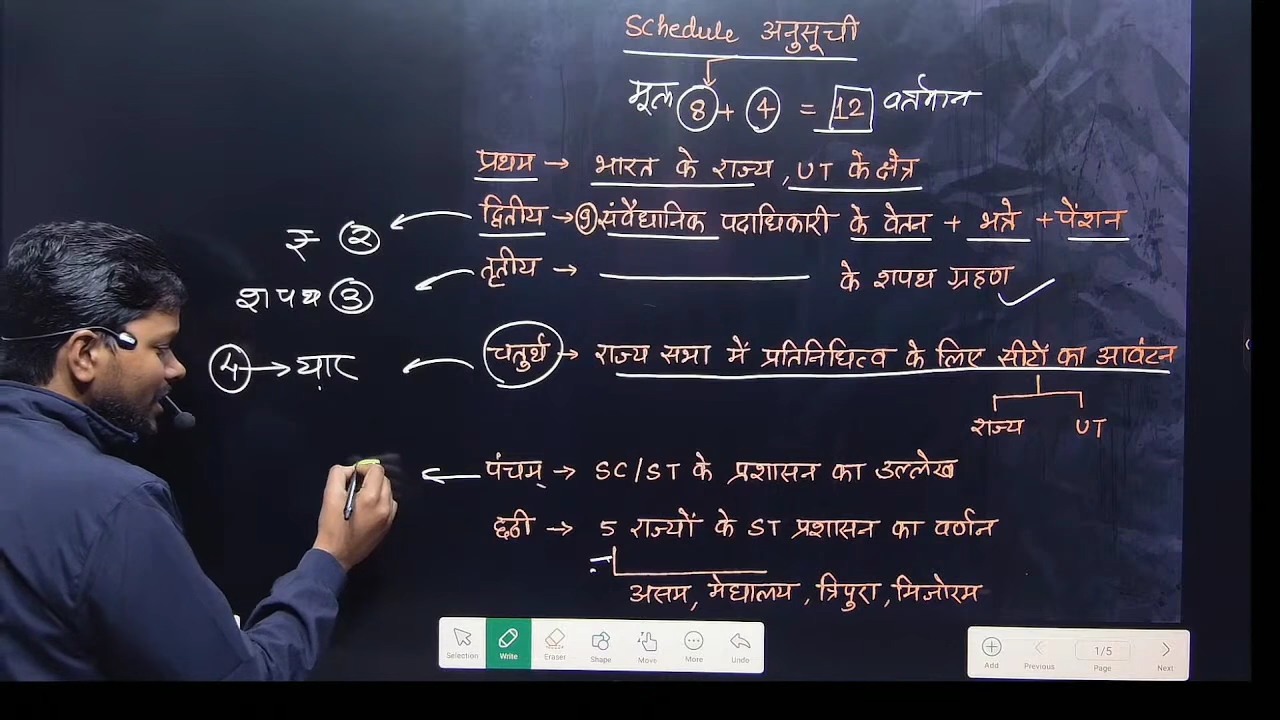 Schedule अनुसूची
मूल 8 + 4 = 12 वर्तमान
प्रथम → भारत के राज्य, UT के क्षेत्र
द्वितीय → 9 संवैधानिक पदाधिकारी के वेतन + भत्ते + पेंशन
रु 2
तृतीय → के शपथ ग्रहण ✓
शपथ 3
चतुर्थ → राज्य सभा में प्रतिनिधित्व के लिए सीटों का आवंटन
4 →
राज्य UT
पंचम् → SC/ST के प्रशासन का उल्लेख
छठी → 5 राज्यों के ST प्रशासन का वर्णन
असम, मेघालय, त्रिपुरा, मिजोरम
Selection Write Eraser Shape Move More Undo
Add Previous 1/5 Page Next